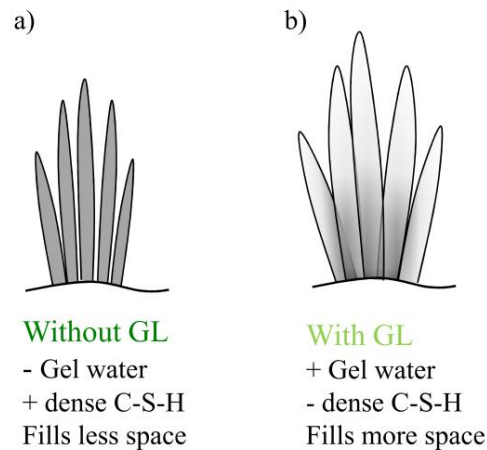 a)
Without GL
- Gel water
+ dense C-S-H
Fills less space
b)
With GL
+ Gel water
- dense C-S-H
Fills more space